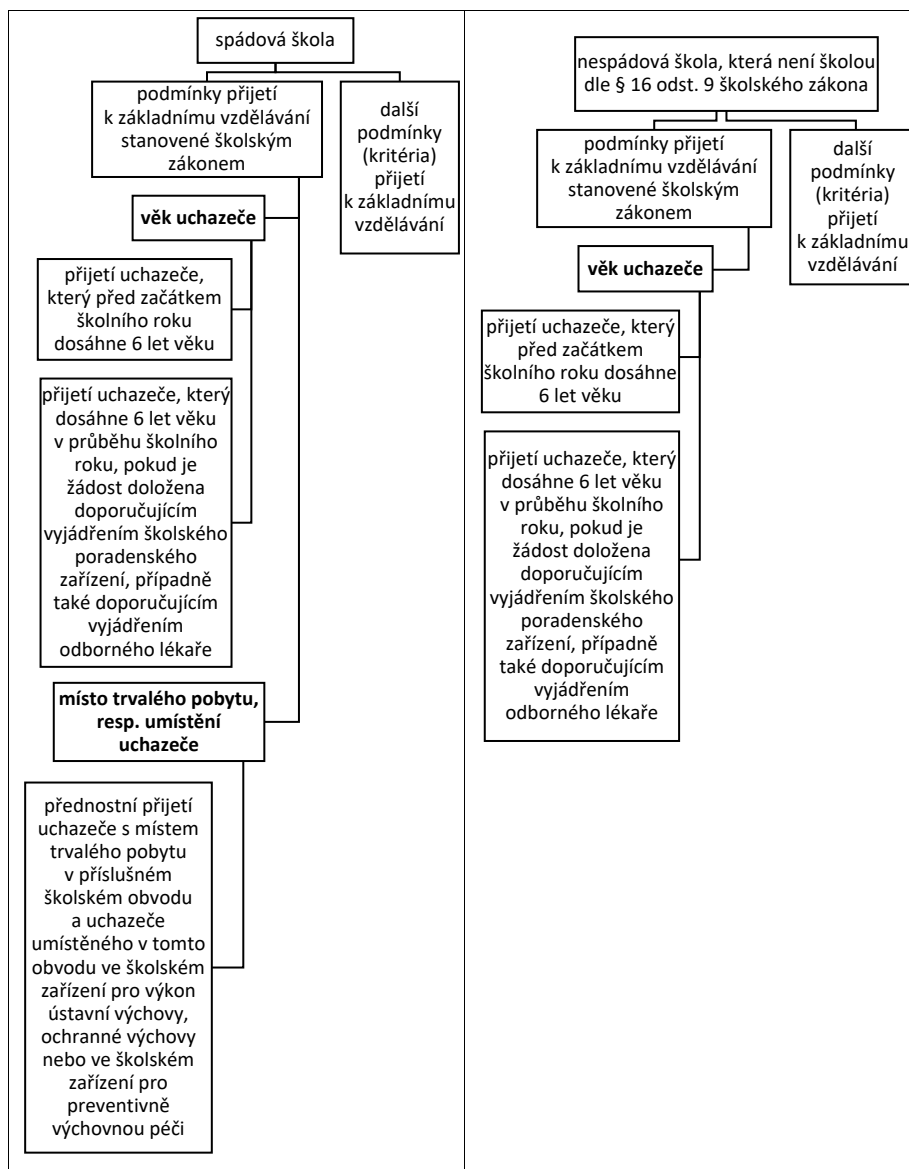 spádová škola
podmínky přijetí
k základnímu vzdělávání
stanovené školským
zákonem
další
podmínky
(kritéria)
přijetí
k základnímu
vzdělávání
věk uchazeče
přijetí uchazeče,
který před začátkem
školního roku
dosáhne 6 let věku
přijetí uchazeče, který
dosáhne 6 let věku
v průběhu školního
roku, pokud je
žádost doložena
doporučujícím
vyjádřením školského
poradenského
zařízení, případně
také doporučujícím
vyjádřením
odborného lékaře
místo trvalého pobytu,
resp. umístění
uchazeče
přednostní přijetí
uchazeče s místem
trvalého pobytu
v příslušném
školském obvodu
a uchazeče
umístěného v tomto
obvodu ve školském
zařízení pro výkon
ústavní výchovy,
ochranné výchovy
nebo ve školském
zařízení pro
preventivně
výchovnou péči
nespádová škola, která není školou
dle § 16 odst. 9 školského zákona
podmínky přijetí
k základnímu vzdělávání
stanovené školským
zákonem
další
podmínky
(kritéria)
přijetí
k základnímu
vzdělávání
věk uchazeče
přijetí uchazeče, který
před začátkem
školního roku dosáhne
6 let věku
přijetí uchazeče, který
dosáhne 6 let věku
v průběhu školního
roku, pokud je
žádost doložena
doporučujícím
vyjádřením školského
poradenského
zařízení, případně
také doporučujícím
vyjádřením
odborného lékaře